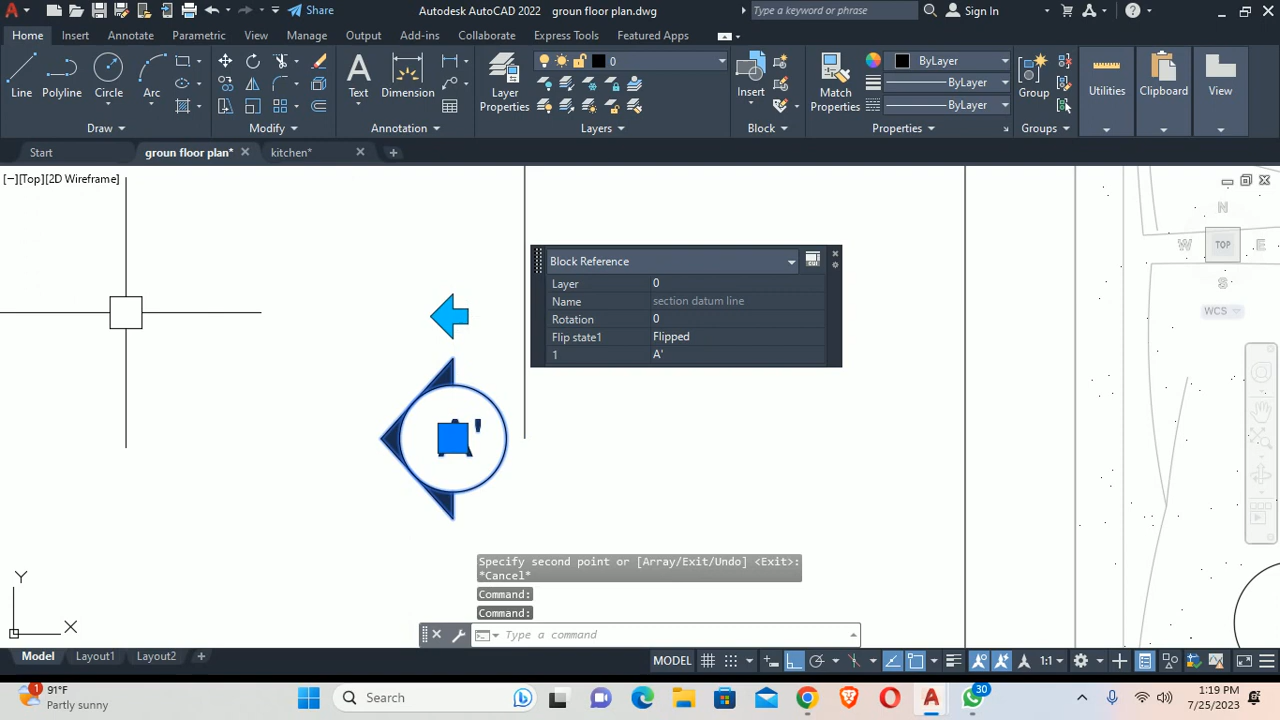 Share
Autodesk AutoCAD 2022 groun floor plan.dwg
Type a keyword or phrase
Sign In
Home Insert Annotate Parametric View Manage Output Add-ins Collaborate Express Tools Featured Apps
Line Polyline Circle Arc
Text Dimension
Layer Properties
0
Insert
Match Properties
ByLayer
ByLayer
ByLayer
Group
Utilities
Clipboard
View
Draw Modify Annotation Layers Block Properties Groups
Start groun floor plan* kitchen*
[−][Top][2D Wireframe]
N
W TOP E
S
WCS
Block Reference
Layer 0
Name section datum line
Rotation 0
Flip state1 Flipped
1 A'
Specify second point or [Array/Exit/Undo] <Exit>:
*Cancel*
Command:
Command:
Type a command
Y
X
Model Layout1 Layout2
MODEL 1:1
1
91°F
Partly sunny
Search
30
1:19 PM
7/25/2023